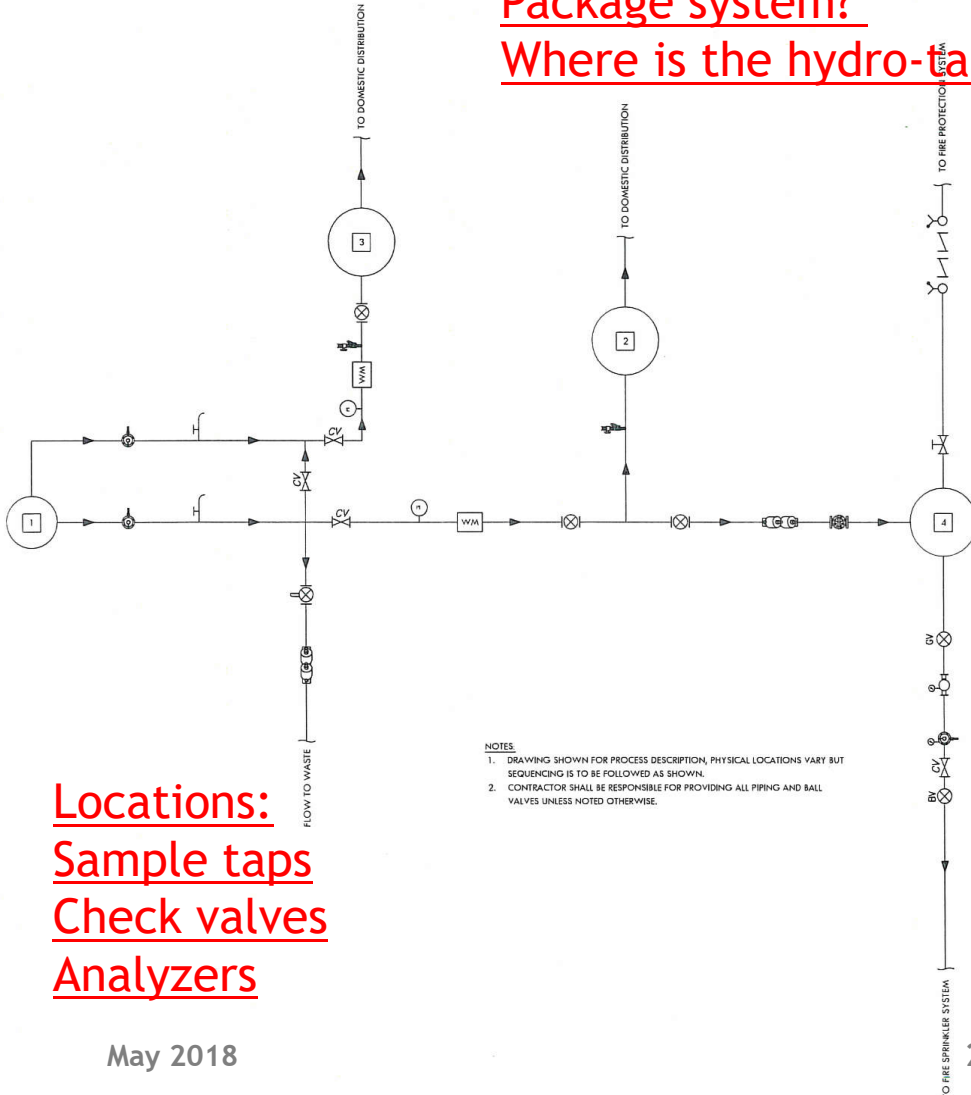 Package system?
Where is the hydro-ta
TO DOMESTIC DISTRIBUTION
TO DOMESTIC DISTRIBUTION
TO FIRE PROTECTION SYSTEM
3
2
WM
CV
CV
1
CV
WM
4
GV
CV
BV
FLOW TO WASTE
NOTES:
1. DRAWING SHOWN FOR PROCESS DESCRIPTION, PHYSICAL LOCATIONS VARY BUT
SEQUENCING IS TO BE FOLLOWED AS SHOWN.
2. CONTRACTOR SHALL BE RESPONSIBLE FOR PROVIDING ALL PIPING AND BALL
VALVES UNLESS NOTED OTHERWISE.
Locations:
Sample taps
Check valves
Analyzers
O FIRE SPRINKLER SYSTEM
May 2018